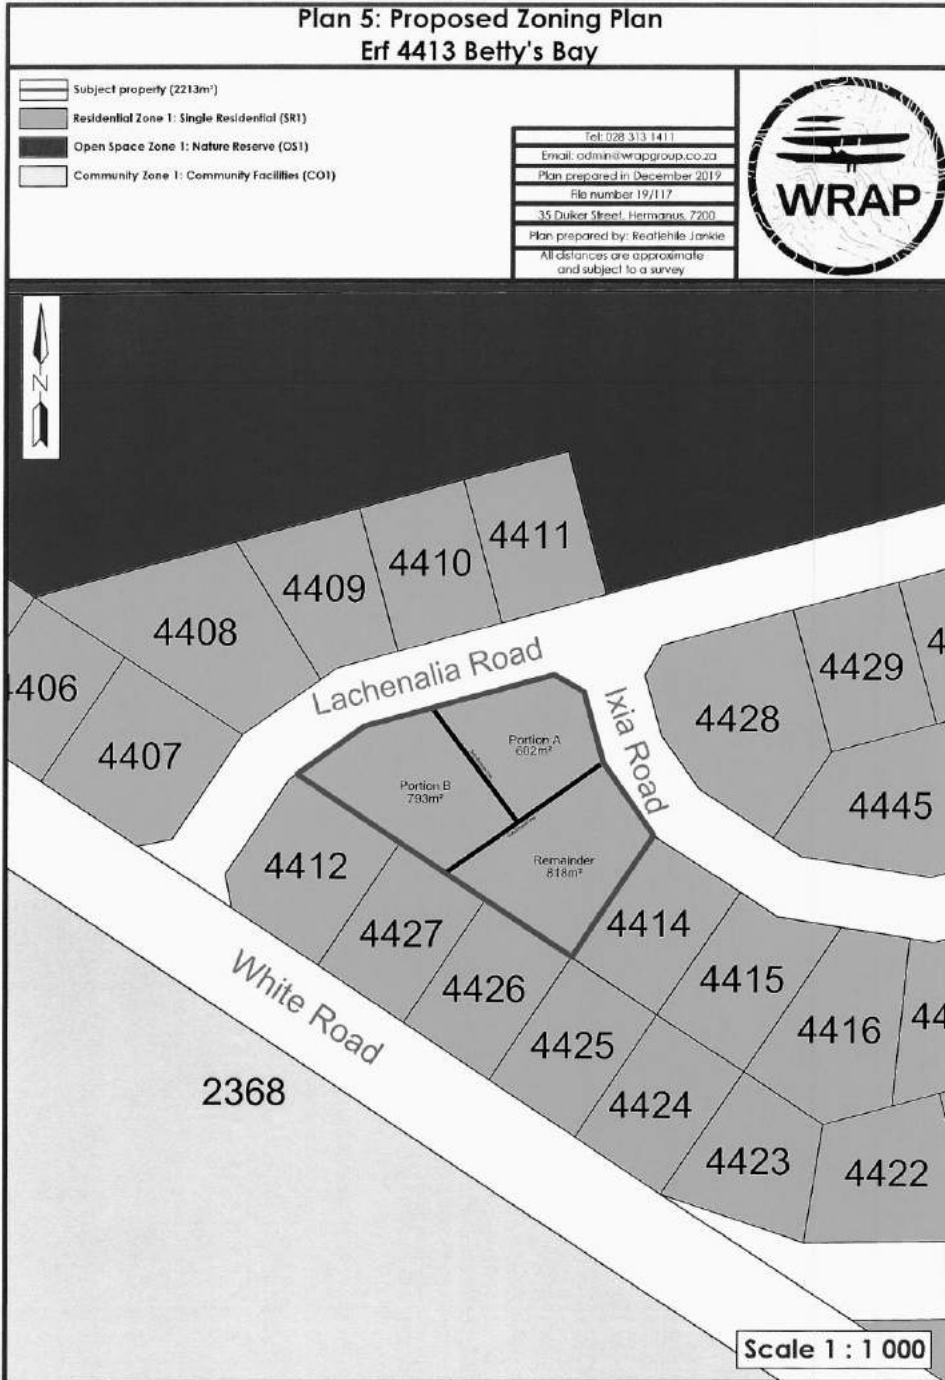 Plan 5: Proposed Zoning Plan
Erf 4413 Betty's Bay
Subject property (2213m²)
Residential Zone 1: Single Residential (SR1)
Open Space Zone 1: Nature Reserve (OS1)
Community Zone 1: Community Facilities (CO1)
Tel: 028 313 1411
Email: admin@wrapgroup.co.za
Plan prepared in December 2019
File number 19/117
35 Duiker Street, Hermanus, 7200
Plan prepared by: Reatlehile Jankie
All distances are approximate
and subject to a survey
WRAP
N
4411
4410
4409
4408
4406
4407
Lachenalia Road
Ixia Road
4429
4428
4445
Portion A
602m²
Portion B
793m²
Remainder
818m²
4412
4427
4426
4425
4424
4423
4422
4414
4415
4416
White Road
2368
Scale 1 : 1 000